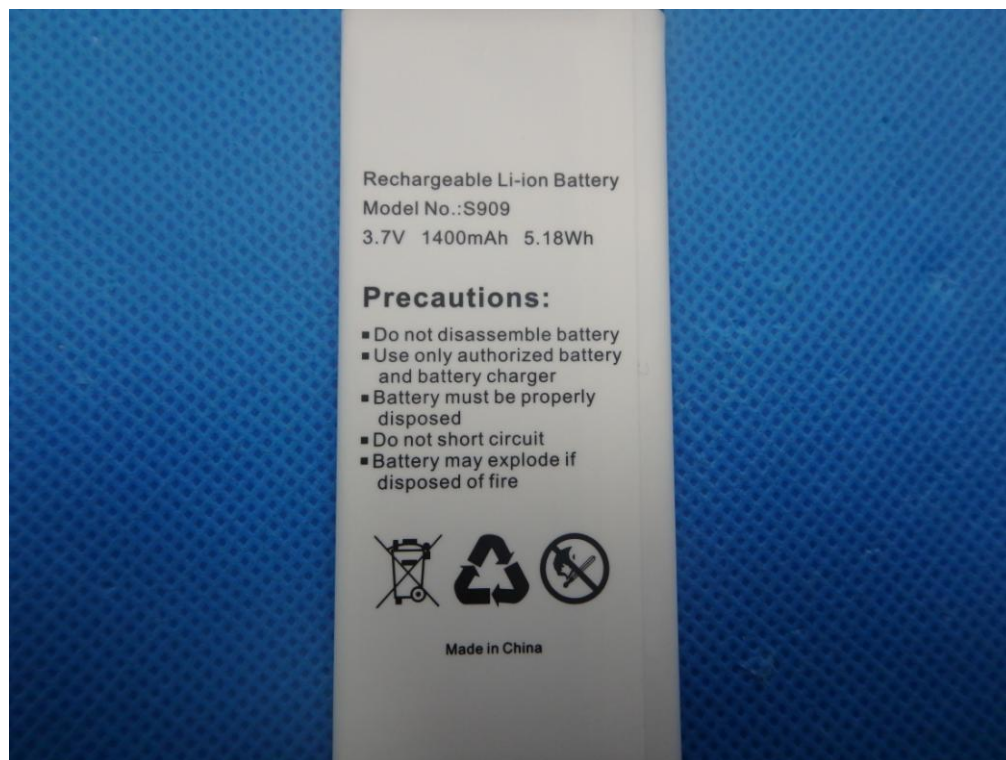 Rechargeable Li-ion Battery
Model No.:S909
3.7V 1400mAh 5.18Wh
Precautions:
▪Do not disassemble battery
▪Use only authorized battery
and battery charger
▪Battery must be properly
disposed
▪Do not short circuit
▪Battery may explode if
disposed of fire
Made in China